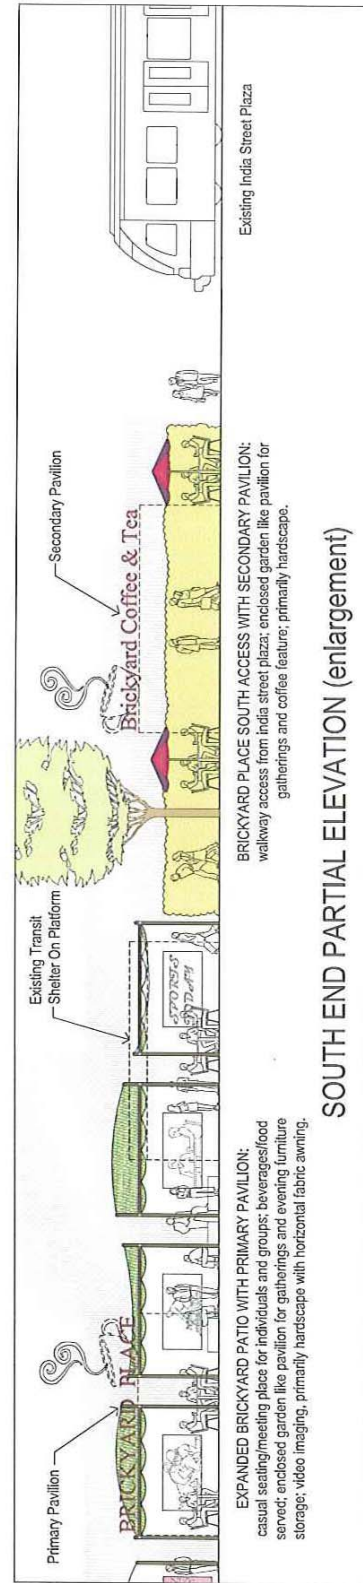 Primary Pavilion
BRICKYARD PLACE
Existing Transit
Shelter On Platform
SPORTS
TODAY
Secondary Pavilion
Brickyard Coffee & Tea
Existing India Street Plaza
EXPANDED BRICKYARD PATIO WITH PRIMARY PAVILION:
casual seating/meeting place for individuals and groups; beverages/food
served; enclosed garden like pavilion for gatherings and evening furniture
storage; video imaging, primarily hardscape with horizontal fabric awning.
BRICKYARD PLACE SOUTH ACCESS WITH SECONDARY PAVILION:
walkway access from india street plaza; enclosed garden like pavilion for
gatherings and coffee feature; primarily hardscape.
SOUTH END PARTIAL ELEVATION (enlargement)